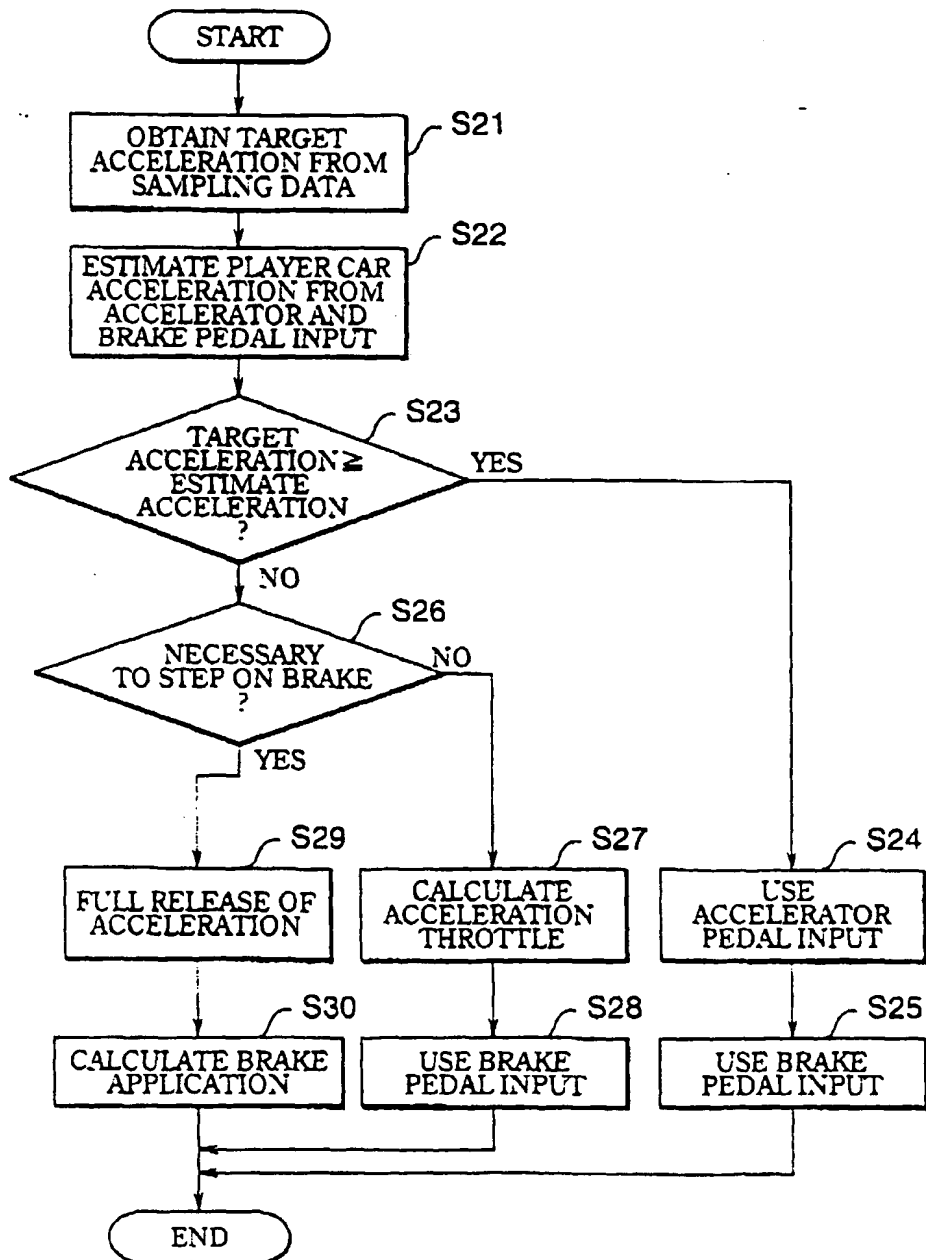 START
S21
OBTAIN TARGET
ACCELERATION FROM
SAMPLING DATA
S22
ESTIMATE PLAYER CAR
ACCELERATION FROM
ACCELERATOR AND
BRAKE PEDAL INPUT
S23
TARGET
ACCELERATION ≧
ESTIMATE
ACCELERATION
?
YES
NO
S26
NECESSARY
TO STEP ON BRAKE
?
NO
YES
S29
FULL RELEASE OF
ACCELERATION
S27
CALCULATE
ACCELERATION
THROTTLE
S24
USE
ACCELERATOR
PEDAL INPUT
S30
CALCULATE BRAKE
APPLICATION
S28
USE BRAKE
PEDAL INPUT
S25
USE BRAKE
PEDAL INPUT
END